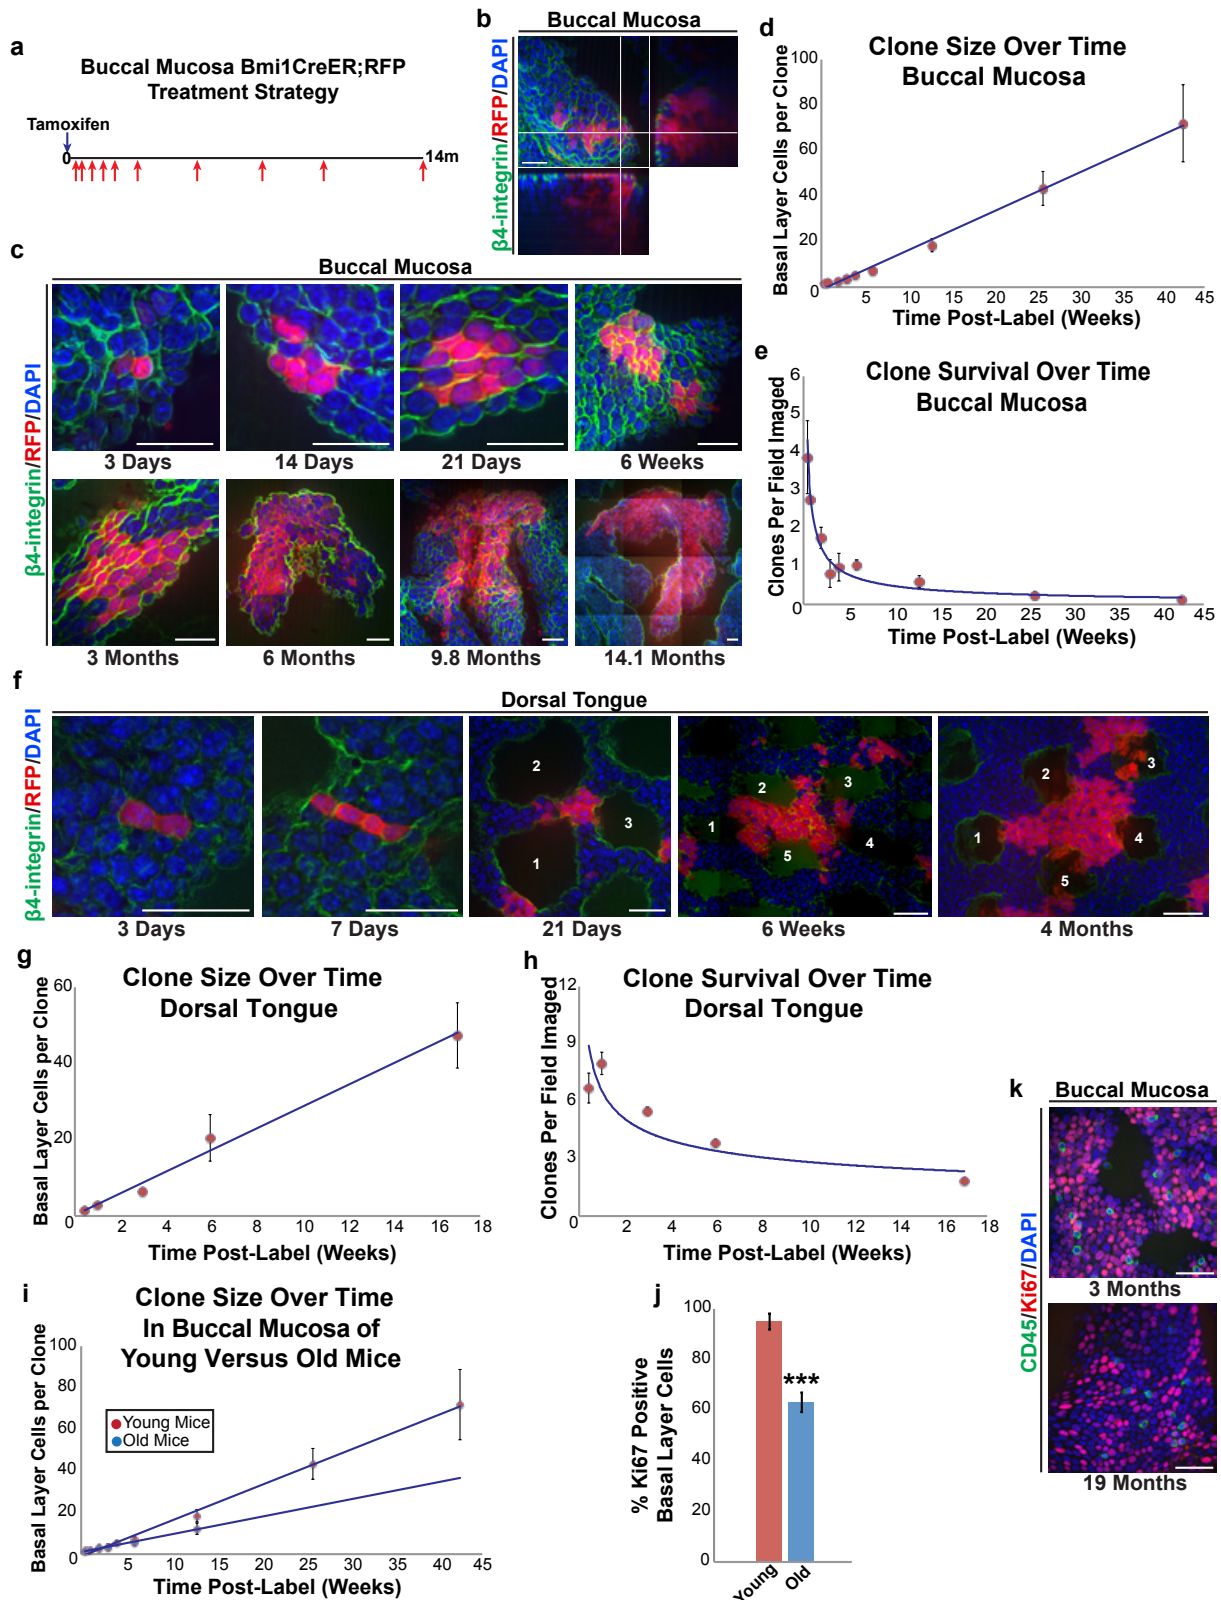 a
Buccal Mucosa Bmi1CreER;RFP
Treatment Strategy
Tamoxifen
0
14m
b
Buccal Mucosa
β4-integrin/RFP/DAPI
c
Buccal Mucosa
β4-integrin/RFP/DAPI
3 Days
14 Days
21 Days
6 Weeks
3 Months
6 Months
9.8 Months
14.1 Months
d
Clone Size Over Time
Buccal Mucosa
Basal Layer Cells per Clone
100
80
60
40
20
0
5 10 15 20 25 30 35 40 45
Time Post-Label (Weeks)
e
Clone Survival Over Time
Buccal Mucosa
Clones Per Field Imaged
6
5
4
3
2
1
0
5 10 15 20 25 30 35 40 45
Time Post-Label (Weeks)
f
Dorsal Tongue
β4-integrin/RFP/DAPI
2
3
1
2
3
1
4
5
2
3
1
4
5
3 Days
7 Days
21 Days
6 Weeks
4 Months
g
Clone Size Over Time
Dorsal Tongue
Basal Layer Cells per Clone
60
40
20
0
2 4 6 8 10 12 14 16 18
Time Post-Label (Weeks)
h
Clone Survival Over Time
Dorsal Tongue
Clones Per Field Imaged
12
9
6
3
0
2 4 6 8 10 12 14 16 18
Time Post-Label (Weeks)
i
Clone Size Over Time
In Buccal Mucosa of
Young Versus Old Mice
Basal Layer Cells per Clone
100
80
60
40
20
0
Young Mice
Old Mice
5 10 15 20 25 30 35 40 45
Time Post-Label (Weeks)
j
% Ki67 Positive
Basal Layer Cells
100
80
60
40
20
0
***
Young
Old
k
Buccal Mucosa
CD45/Ki67/DAPI
3 Months
19 Months